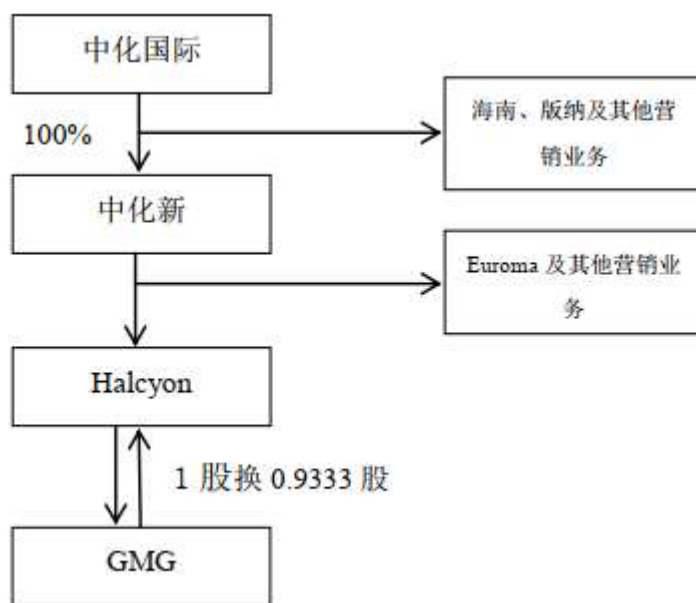 中化国际
海南、版纳及其他营
销业务
100%
中化新
Euroma 及其他营销业
务
Halcyon
1 股换 0.9333 股
GMG